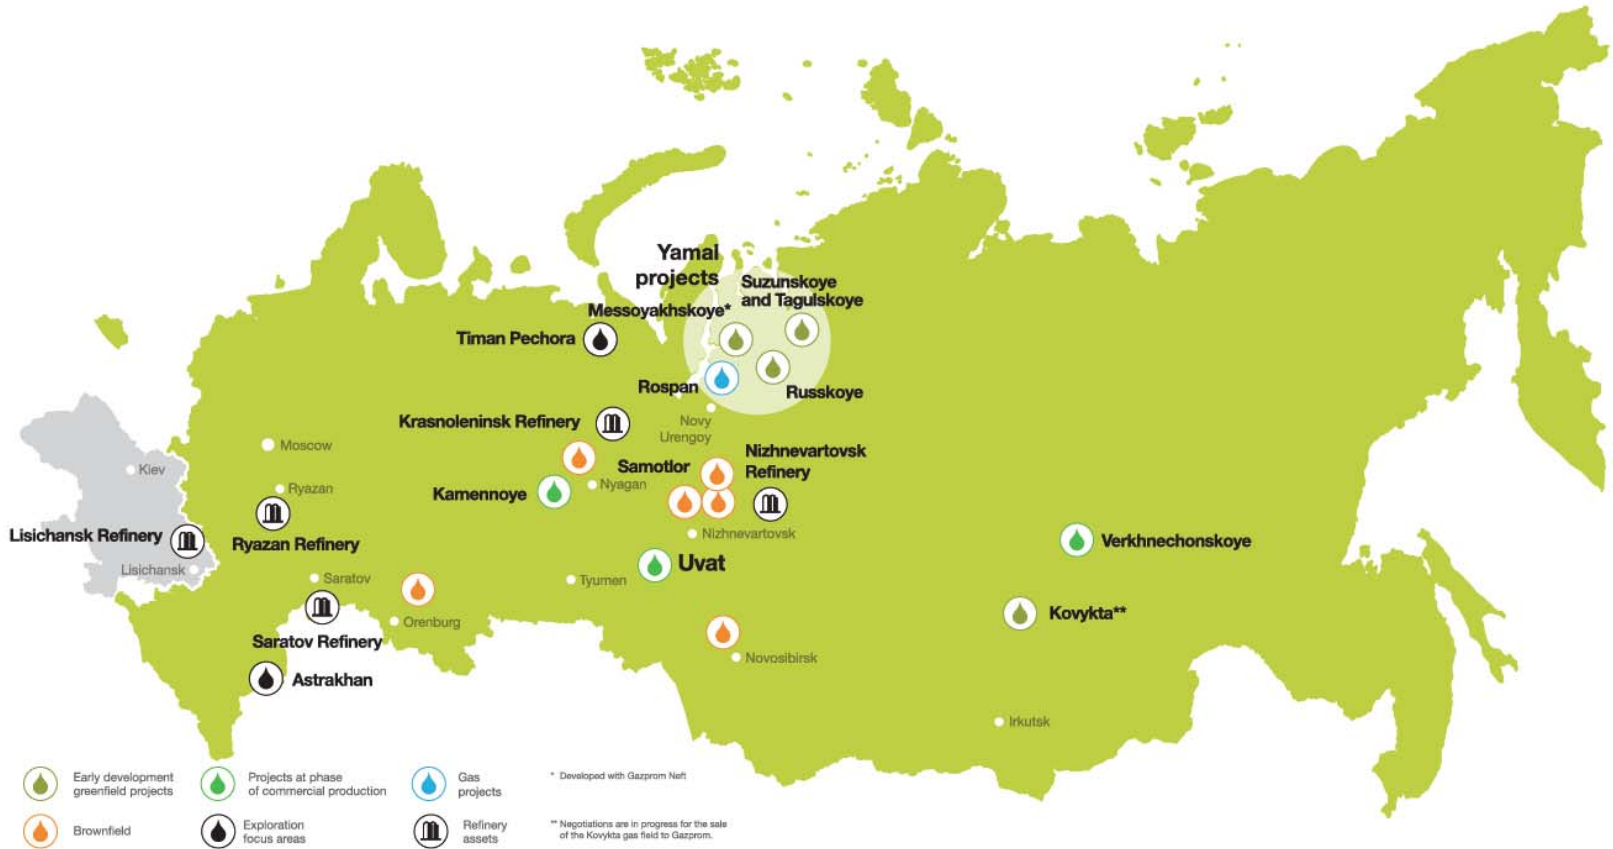 Yamal
projects
Suzunskoye
and Tagulskoye
Messoyakhskoye*
Timan Pechora
Rospan
Russkoye
Krasnoleninsk Refinery
Novy
Urengoy
Moscow
Kiev
Samotlor
Nizhnevartovsk
Refinery
Kamennoye
Nyagan
Ryazan
Lisichansk Refinery
Ryazan Refinery
Nizhnevartovsk
Verkhnechonskoye
Lisichansk
Saratov
Tyumen
Uvat
Orenburg
Kovykta**
Saratov Refinery
Novosibirsk
Astrakhan
Irkutsk
Early development
greenfield projects
Projects at phase
of commercial production
Gas
projects
* Developed with Gazprom Neft
Brownfield
Exploration
focus areas
Refinery
assets
** Negotiations are in progress for the sale
of the Kovykta gas field to Gazprom.